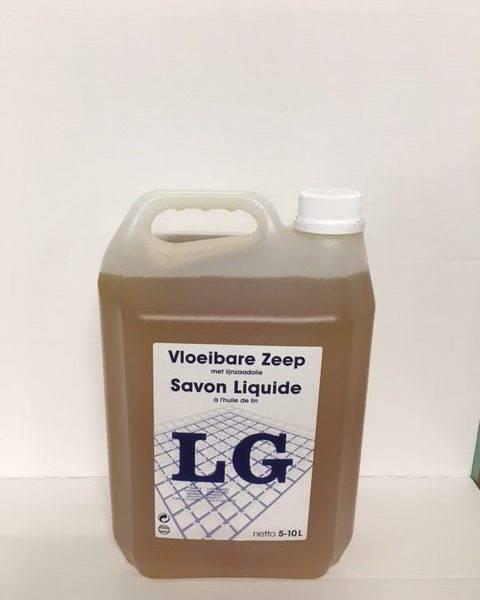 Vloeibare Zeep
met lijnzaadolie
Savon Liquide
à l'huile de lin
LG
netto 5-10L